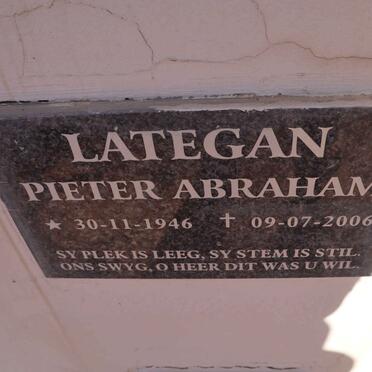 LATEGAN
PIETER ABRAHAM
★ 30-11-1946 ✝ 09-07-2006
SY PLEK IS LEEG, SY STEM IS STIL.
ONS SWYG, O HEER DIT WAS U WIL.